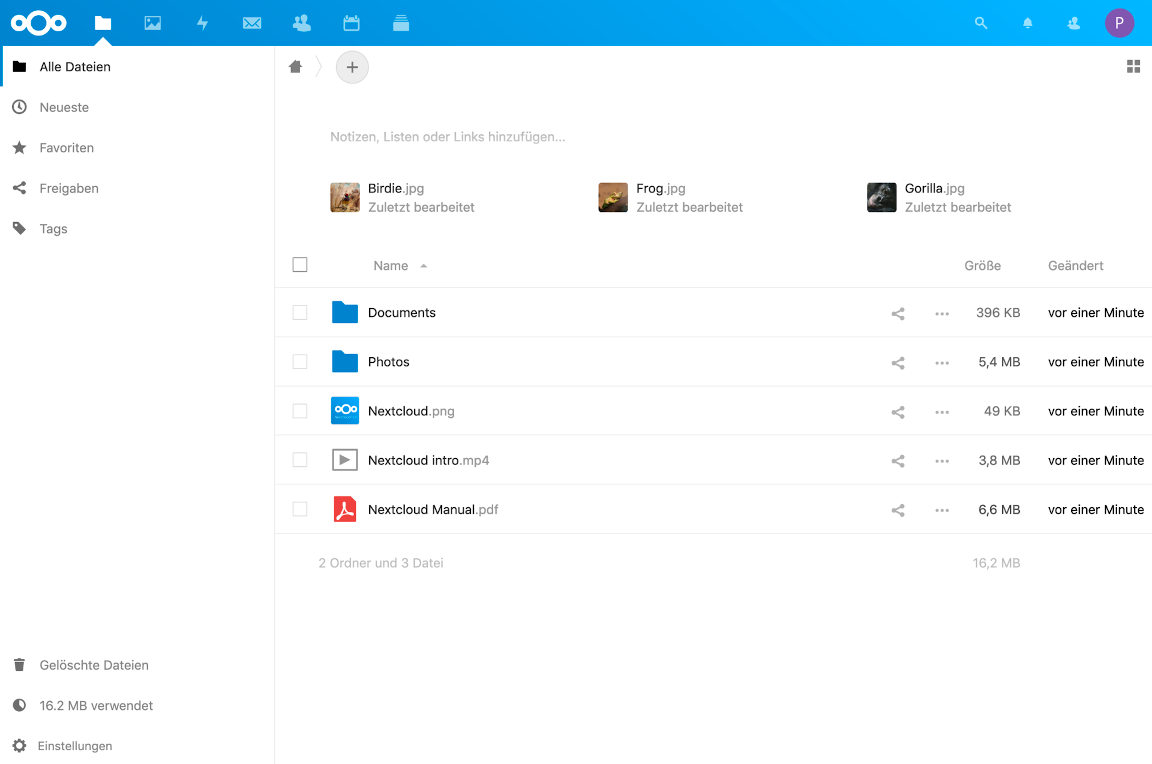 P
Alle Dateien
Neueste
Favoriten
Freigaben
Tags
Notizen, Listen oder Links hinzufügen...
Birdie.jpg
Zuletzt bearbeitet
Frog.jpg
Zuletzt bearbeitet
Gorilla.jpg
Zuletzt bearbeitet
Name Größe Geändert
Documents 396 KB vor einer Minute
Photos 5,4 MB vor einer Minute
Nextcloud.png 49 KB vor einer Minute
Nextcloud intro.mp4 3,8 MB vor einer Minute
Nextcloud Manual.pdf 6,6 MB vor einer Minute
2 Ordner und 3 Datei 16,2 MB
Gelöschte Dateien
16.2 MB verwendet
Einstellungen